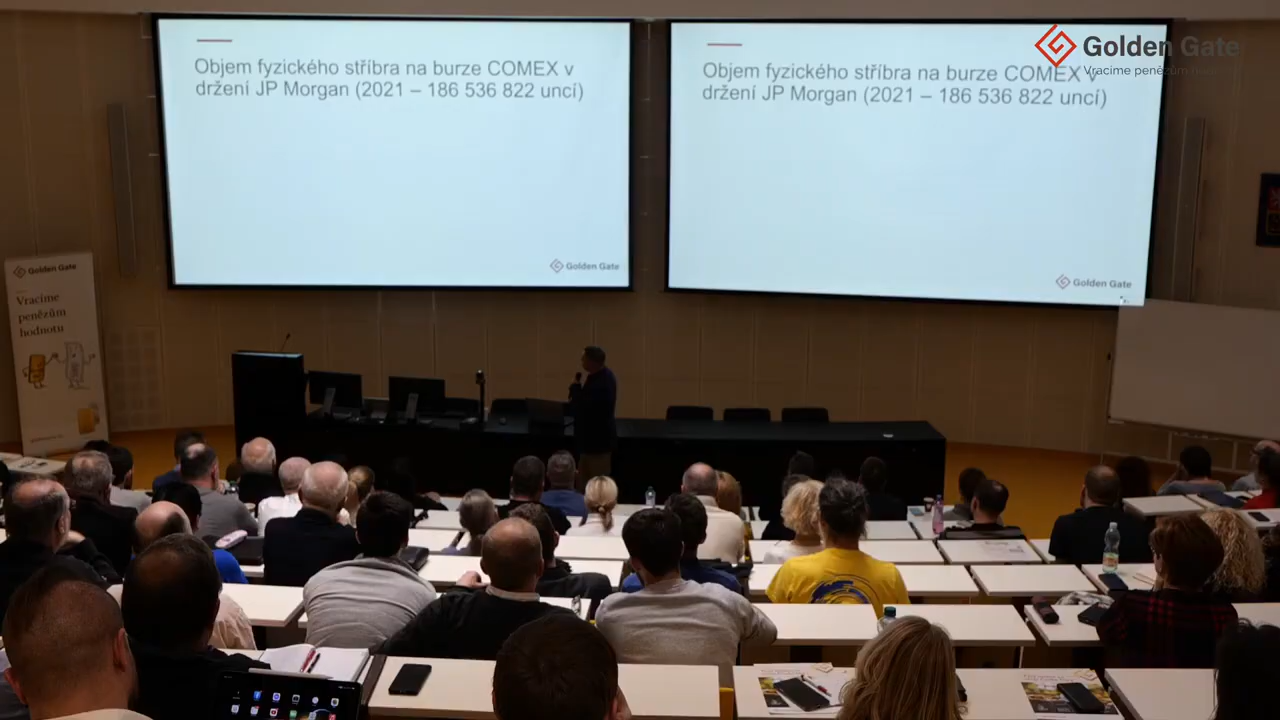 Objem fyzického stříbra na burze COMEX v
držení JP Morgan (2021 – 186 536 822 uncí)
Golden Gate
Objem fyzického stříbra na burze COMEX v
držení JP Morgan (2021 – 186 536 822 uncí)
Golden Gate
Golden Gate
Vracíme penězům
Golden Gate
Vracíme
penězům
hodnotu